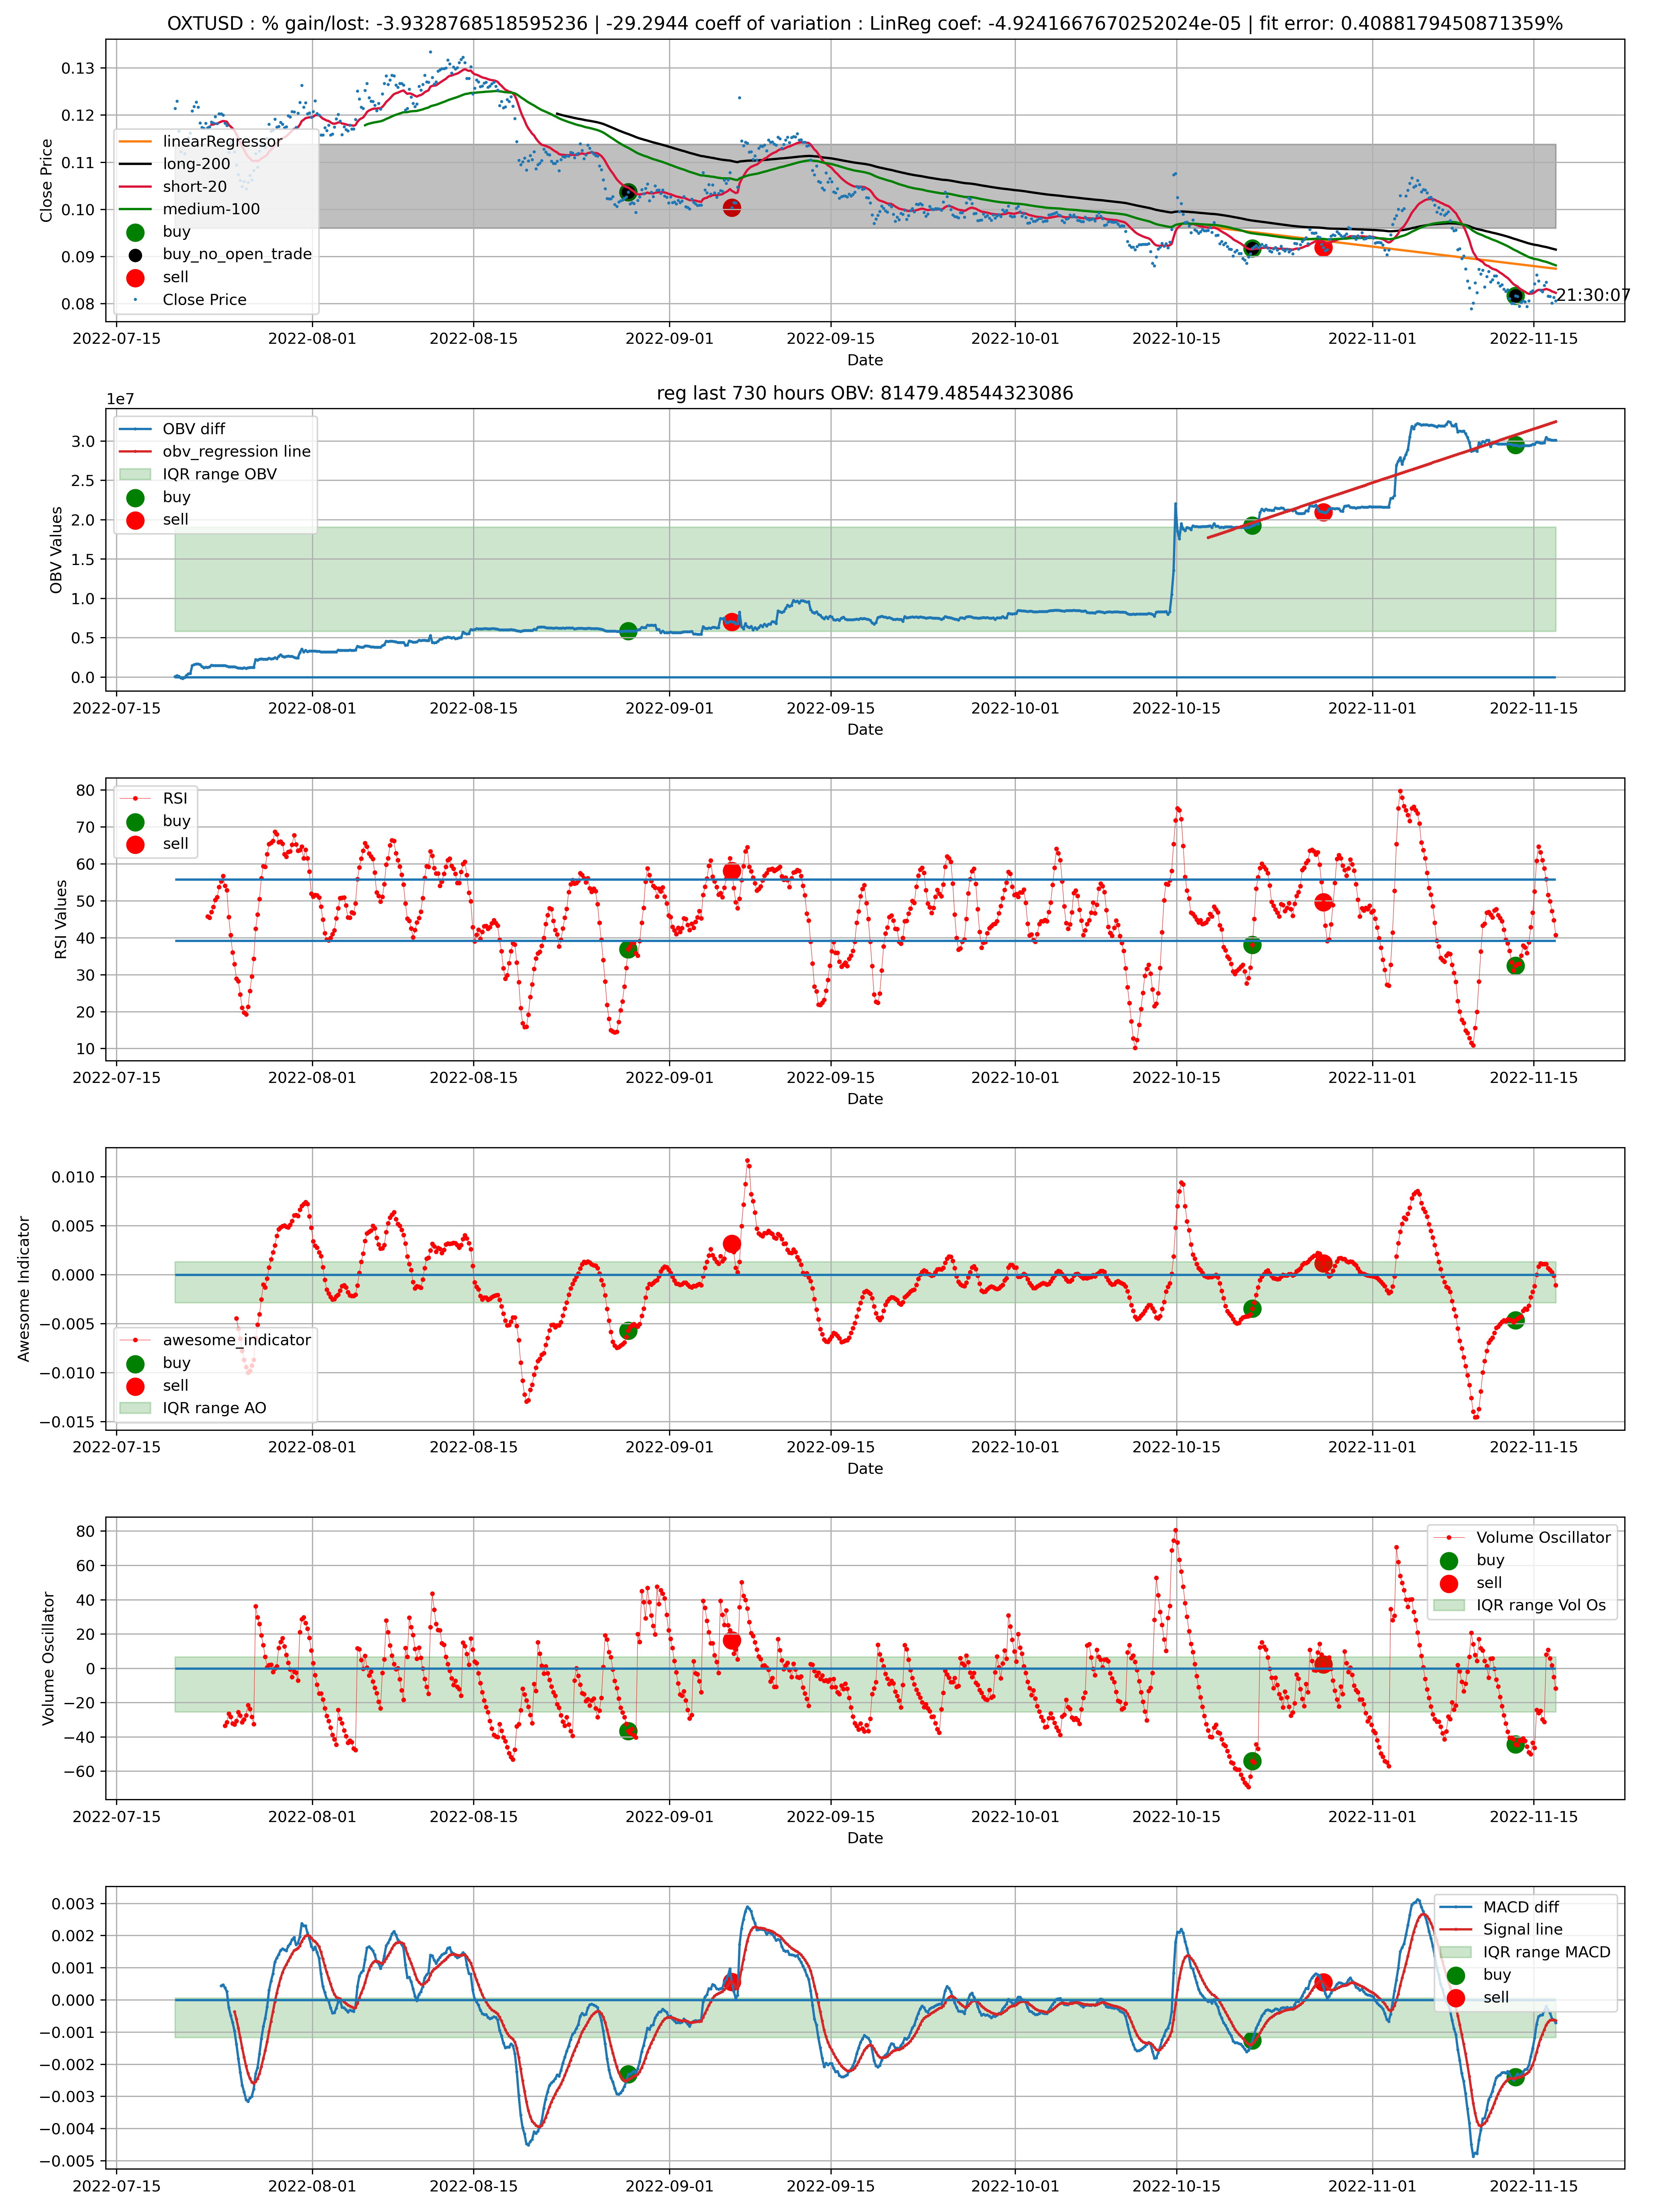 OXTUSD : % gain/lost: -3.9328768518595236 | -29.2944 coeff of variation : LinReg coef: -4.9241667670252024e-05 | fit error: 0.4088179450871359%
Close Price
0.13
0.12
0.11
0.10
0.09
0.08
linearRegressor
long-200
short-20
medium-100
buy
buy_no_open_trade
sell
Close Price
21:30:07
2022-07-15 2022-08-01 2022-08-15 2022-09-01 2022-09-15 2022-10-01 2022-10-15 2022-11-01 2022-11-15
Date
reg last 730 hours OBV: 81479.48544323086
1e7
OBV Values
3.0
2.5
2.0
1.5
1.0
0.5
0.0
OBV diff
obv_regression line
IQR range OBV
buy
sell
2022-07-15 2022-08-01 2022-08-15 2022-09-01 2022-09-15 2022-10-01 2022-10-15 2022-11-01 2022-11-15
Date
RSI Values
80
70
60
50
40
30
20
10
RSI
buy
sell
2022-07-15 2022-08-01 2022-08-15 2022-09-01 2022-09-15 2022-10-01 2022-10-15 2022-11-01 2022-11-15
Date
Awesome Indicator
0.010
0.005
0.000
−0.005
−0.010
−0.015
awesome_indicator
buy
sell
IQR range AO
2022-07-15 2022-08-01 2022-08-15 2022-09-01 2022-09-15 2022-10-01 2022-10-15 2022-11-01 2022-11-15
Date
Volume Oscillator
80
60
40
20
0
−20
−40
−60
Volume Oscillator
buy
sell
IQR range Vol Os
2022-07-15 2022-08-01 2022-08-15 2022-09-01 2022-09-15 2022-10-01 2022-10-15 2022-11-01 2022-11-15
Date
0.003
0.002
0.001
0.000
−0.001
−0.002
−0.003
−0.004
−0.005
MACD diff
Signal line
IQR range MACD
buy
sell
2022-07-15 2022-08-01 2022-08-15 2022-09-01 2022-09-15 2022-10-01 2022-10-15 2022-11-01 2022-11-15